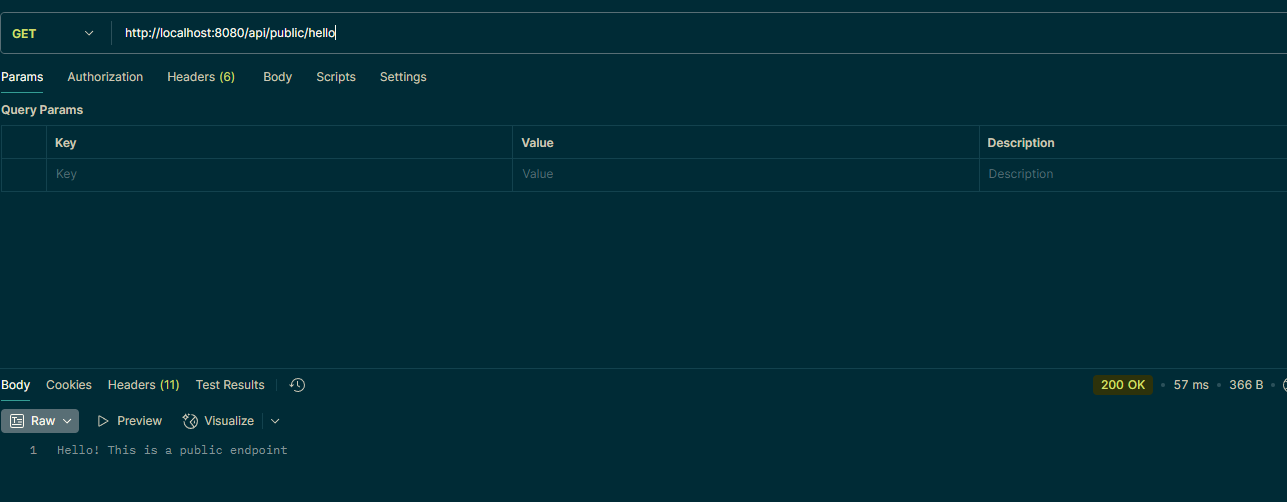 GET http://localhost:8080/api/public/hello
Params Authorization Headers (6) Body Scripts Settings
Query Params
Key Value Description
Key Value Description
Body Cookies Headers (11) Test Results 200 OK • 57 ms • 366 B •
Raw Preview Visualize
1 Hello! This is a public endpoint